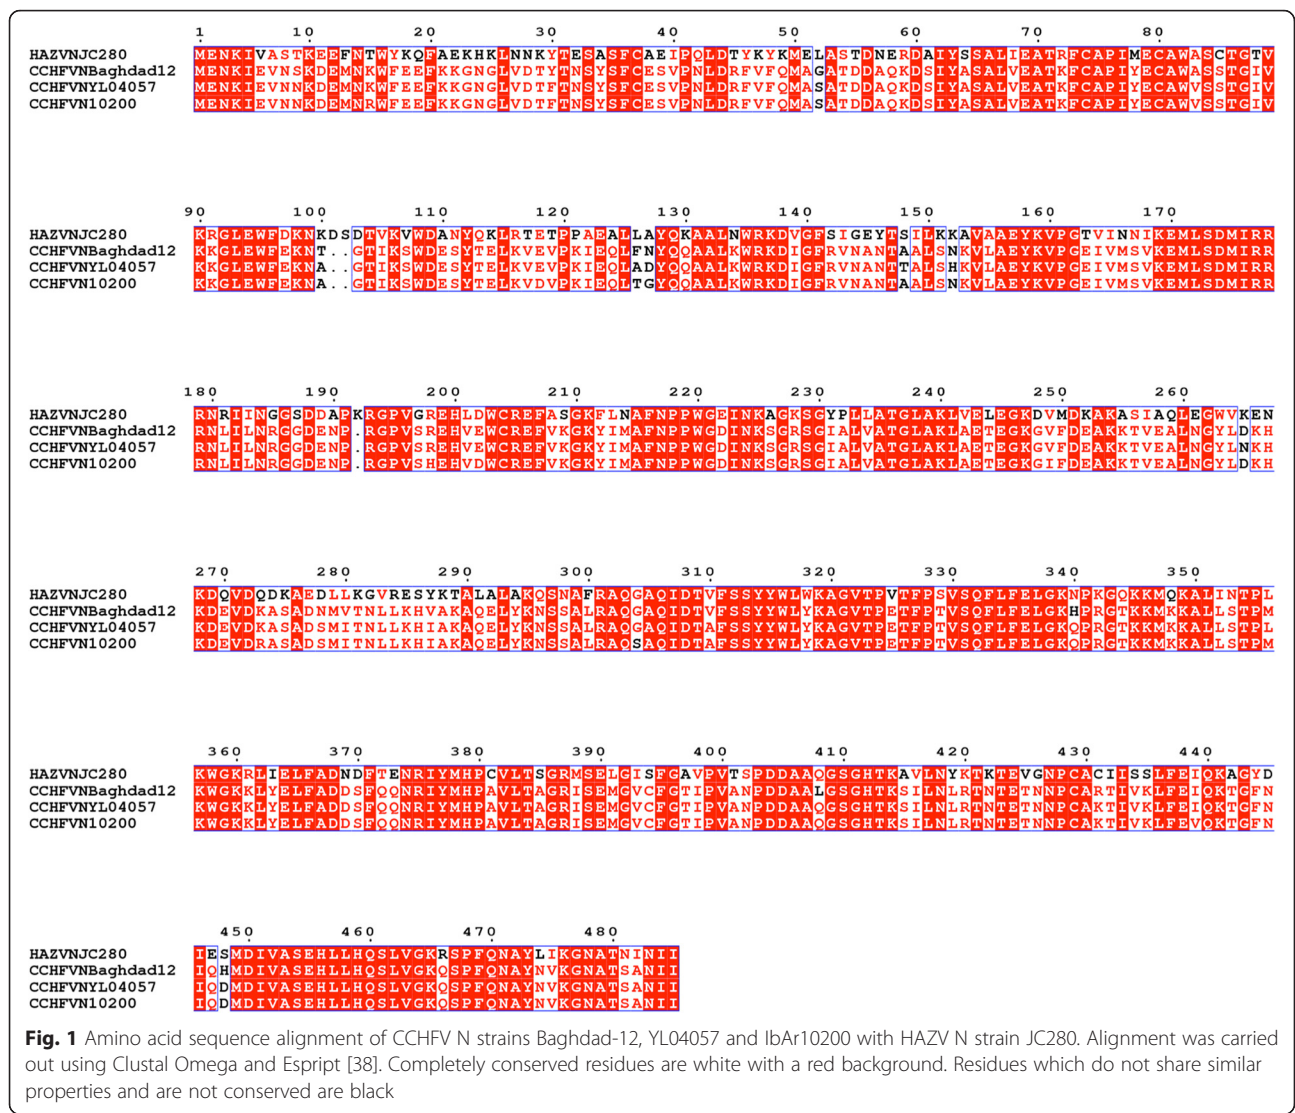 1 10 20 30 40 50 60 70 80
HAZVNJC280 MENKIVASTKEEFNTWYKQFAEKHKLNNKYTESASFCAEIPQLDTYKYKMELASTDNERDAIYSSALIEATRFCAPIMECAWASCTGTV
CCHFVNBaghdad12 MENKIEVNSKDEMNKWFEEFKKGNGLVDTYTNSYSFCESVPNLDRFVFQMAGATDDAQKDSIYASALVEATKFCAPIYECAWASSTGIV
CCHFVNYL04057 MENKIEVNNKDEMNKWFEEFKKGNGLVDTFTNSYSFCESVPNLDRFVFQMASATDDAQKDSIYASALVEATKFCAPIYECAWVSSTGIV
CCHFVN10200 MENKIEVNNKDEMNRWFEEFKKGNGLVDTFTNSYSFCESVPNLDRFVFQMASATDDAQKDSIYASALVEATKFCAPIYECAWVSSTGIV
90 100 110 120 130 140 150 160 170
HAZVNJC280 KRGLEWFDKNKDSDTVKVWDANYQKLRTETPPAEALLAYQKAALNWRKDVGFSIGEYTSILKKAVAAEYKVPGTVINNIKEMLSDMIRR
CCHFVNBaghdad12 KKGLEWFEKNT..GTIKSWDESYTELKVEVPKIEQLFNYQQAALKWRKDIGFRVNANTAALSNKVLAEYKVPGEIVMSVKEMLSDMIRR
CCHFVNYL04057 KKGLEWFEKNA..GTIKSWDESYTELKVEVPKIEQLADYQQAALKWRKDIGFRVNANTTALSHKVLAEYKVPGEIVMSVKEMLSDMIRR
CCHFVN10200 KKGLEWFEKNA..GTIKSWDESYTELKVDVPKIEQLTGYQQAALKWRKDIGFRVNANTAALSNKVLAEYKVPGEIVMSVKEMLSDMIRR
180 190 200 210 220 230 240 250 260
HAZVNJC280 RNRIINGGSDDAPKRGPVGREHLDWCREFASGKFLNAFNPPWGEINKAGKSGYPLLATGLAKLVELEGKDVMDKAKASIAQLEGWVKEN
CCHFVNBaghdad12 RNLILNRGGDENP.RGPVSREHVEWCREFVKGKYIMAFNPPWGDINKSGRSGIALVATGLAKLAETEGKGVFDEAKKTVEALNGYLDKH
CCHFVNYL04057 RNLILNRGGDENP.RGPVSREHVEWCREFVKGKYIMAFNPPWGDINKSGRSGIALVATGLAKLAETEGKGVFDEAKKTVEALNGYLNKH
CCHFVN10200 RNLILNRGGDENP.RGPVSHEHVDWCREFVKGKYIMAFNPPWGDINKSGRSGIALVATGLAKLAETEGKGIFDEAKKTVEALNGYLDKH
270 280 290 300 310 320 330 340 350
HAZVNJC280 KDQVDQDKAEDLLKGVRESYKTALALAKQSNAFRAQGAQIDTVFSSYYWLWKAGVTPVTFPSVSQFLFELGKNPKGQKKMQKALINTPL
CCHFVNBaghdad12 KDEVDKASADNMVTNLLKHVAKAQELYKNSSALRAQGAQIDTAFSSYYWLYKAGVTPETFPTVSQFLFELGKHPRGTKKMKKALLSTPM
CCHFVNYL04057 KDEVDKASADSMITNLLKHIAKAQELYKNSSALRAQGAQIDTAFSSYYWLYKAGVTPETFPTVSQFLFELGKQPRGTKKMKKALLSTPL
CCHFVN10200 KDEVDRASADSMITNLLKHIAKAQELYKNSSALRAQSAQIDTAFSSYYWLYKAGVTPETFPTVSQFLFELGKQPRGTKKMKKALLSTPM
360 370 380 390 400 410 420 430 440
HAZVNJC280 KWGKRLIELFADNDFTENRIYMHPCVLTSGRMSELGISFGAVPVTSPDDAAQGSGHTKAVLNYKTKTEVGNPCACIISSLFEIQKAGYD
CCHFVNBaghdad12 KWGKKLYELFADDSFQQNRIYMHPAVLTAGRISEMGVCFGTIPVANPDDAALGSGHTKSILNLRTNTETNNPCARTIVKLFEIQKTGFN
CCHFVNYL04057 KWGKKLYELFADDSFQQNRIYMHPAVLTAGRISEMGVCFGTIPVANPDDAAQGSGHTKSILNLRTNTETNNPCAKTIVKLFEIQKTGFN
CCHFVN10200 KWGKKLYELFADDSFQQNRIYMHPAVLTAGRISEMGVCFGTIPVANPDDAAQGSGHTKSILNLRTNTETNNPCAKTIVKLFEVQKTGFN
450 460 470 480
HAZVNJC280 IESMDIVASEHLLHQSLVGKRSPFQNAYLIKGNATNINII
CCHFVNBaghdad12 IQHMDIVASEHLLHQSLVGKQSPFQNAYNVKGNATSANII
CCHFVNYL04057 IQDMDIVASEHLLHQSLVGKQSPFQNAYNVKGNATSANII
CCHFVN10200 IQDMDIVASEHLLHQSLVGKQSPFQNAYNVKGNATSANII
Fig. 1 Amino acid sequence alignment of CCHFV N strains Baghdad-12, YL04057 and IbAr10200 with HAZV N strain JC280. Alignment was carried
out using Clustal Omega and Espript [38]. Completely conserved residues are white with a red background. Residues which do not share similar
properties and are not conserved are black